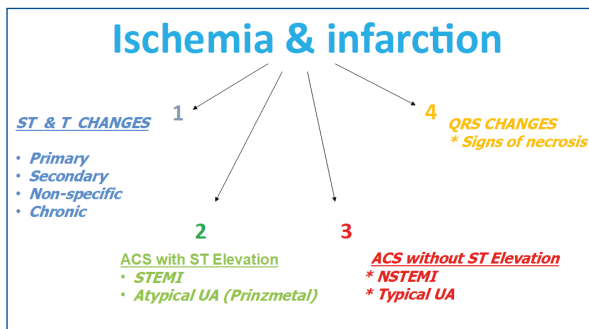 Ischemia & infarction
1
ST & T CHANGES
• Primary
• Secondary
• Non-specific
• Chronic
2
ACS with ST Elevation
• STEMI
• Atypical UA (Prinzmetal)
3
ACS without ST Elevation
* NSTEMI
* Typical UA
4
QRS CHANGES
* Signs of necrosis